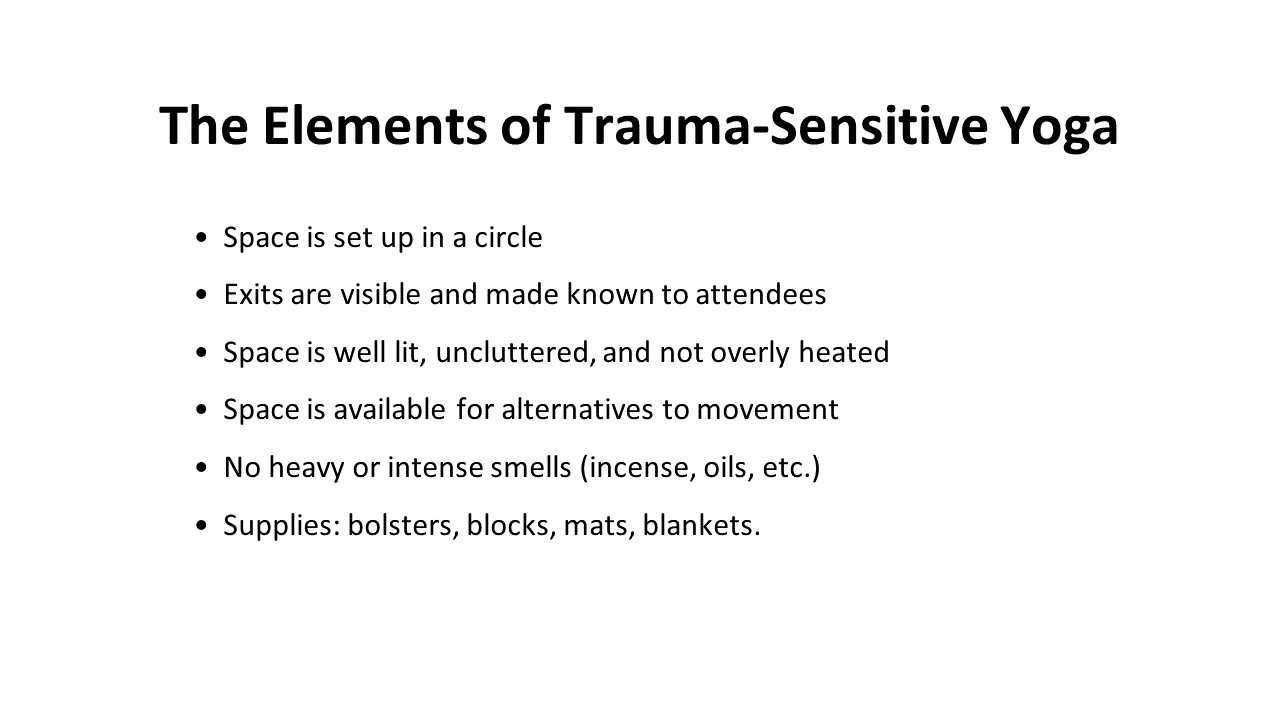 The Elements of Trauma-Sensitive Yoga
• Space is set up in a circle
• Exits are visible and made known to attendees
• Space is well lit, uncluttered, and not overly heated
• Space is available for alternatives to movement
• No heavy or intense smells (incense, oils, etc.)
• Supplies: bolsters, blocks, mats, blankets.